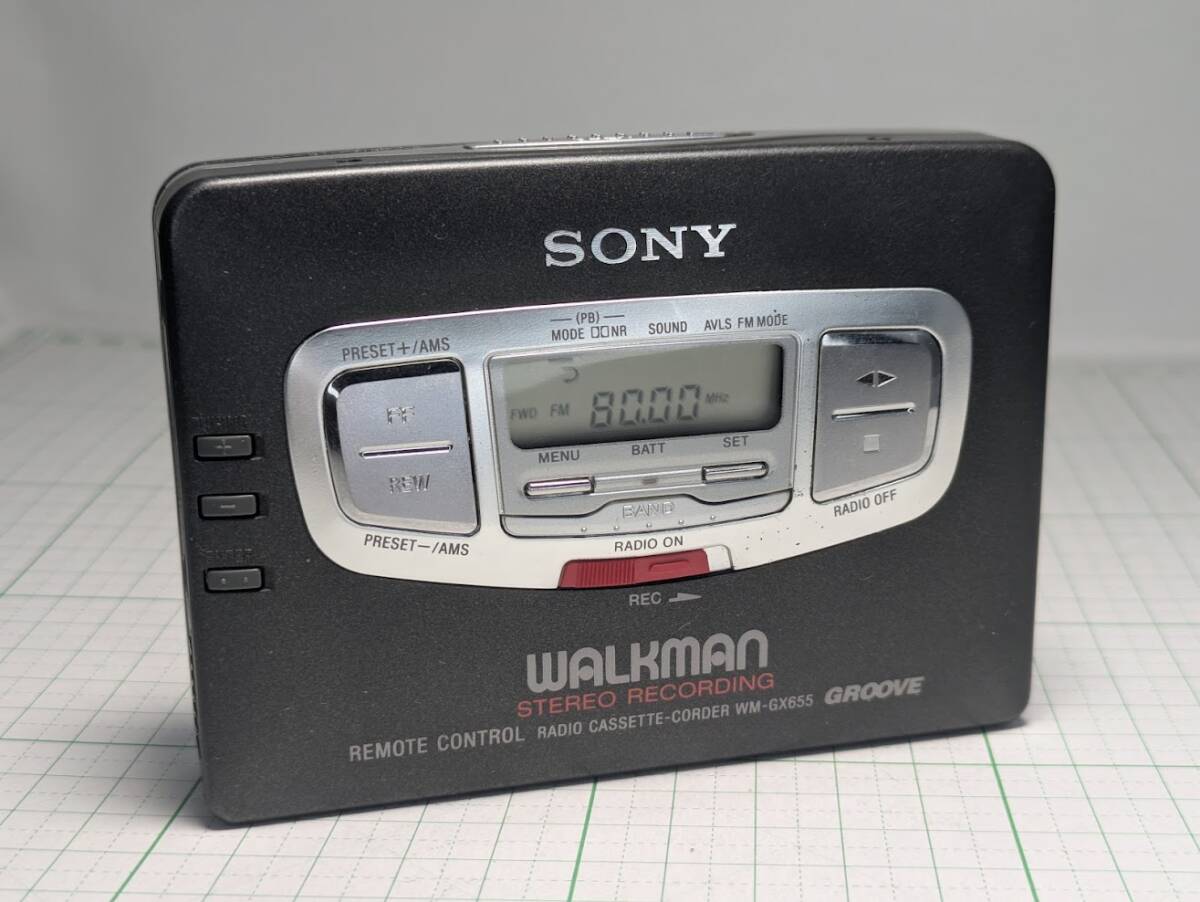 SONY
(PB)
MODE NR SOUND AVLS FM MODE
PRESET+/AMS
FF
REW
PRESET−/AMS
FWD FM 80.00 MHz
MENU BATT SET
BAND
RADIO ON
RADIO OFF
REC
WALKMAN
STEREO RECORDING
REMOTE CONTROL RADIO CASSETTE-CORDER WM-GX655 GROOVE